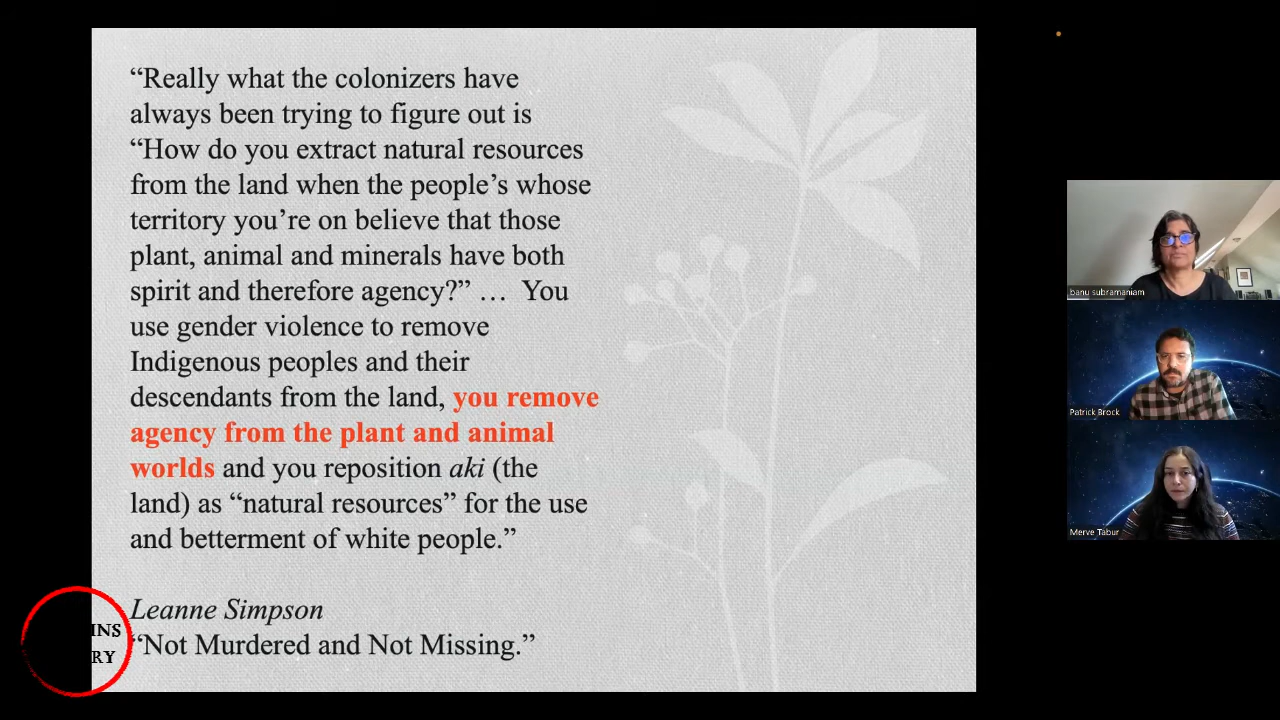 “Really what the colonizers have
always been trying to figure out is
“How do you extract natural resources
from the land when the people’s whose
territory you’re on believe that those
plant, animal and minerals have both
spirit and therefore agency?” … You
use gender violence to remove
Indigenous peoples and their
descendants from the land, you remove
agency from the plant and animal
worlds and you reposition aki (the
land) as “natural resources” for the use
and betterment of white people.”
Leanne Simpson
“Not Murdered and Not Missing.”
INS
RY
banu subramaniam
Patrick Brock
Merve Tabur